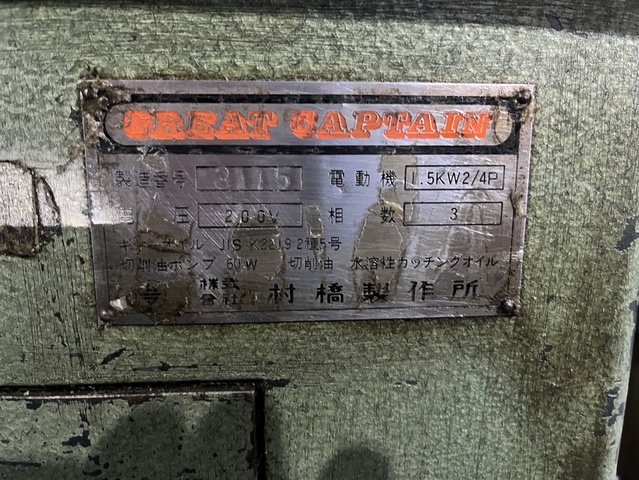 GREAT CAPTAIN
製造番号 3115 電動機 1.5KW2/4P
電圧 200V 相数 3
ギヤーオイル JIS K2219 2種5号
切削油ポンプ 60W 切削油 水溶性カッチングオイル
株式会社 村橋製作所